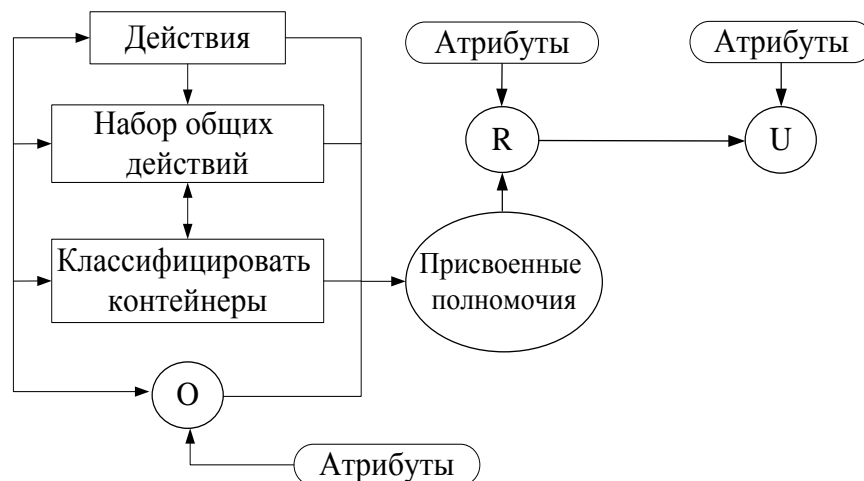 Действия
Атрибуты
Атрибуты
Набор общих
действий
R
U
Классифицировать
контейнеры
Присвоенные
полномочия
O
Атрибуты